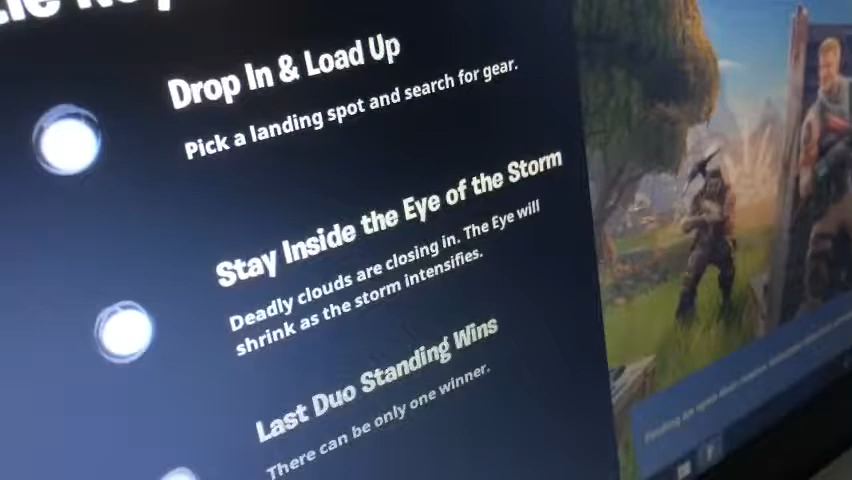 Drop In & Load Up
Pick a landing spot and search for gear.
Stay Inside the Eye of the Storm
Deadly clouds are closing in. The Eye will
shrink as the storm intensifies.
Last Duo Standing Wins
There can be only one winner.